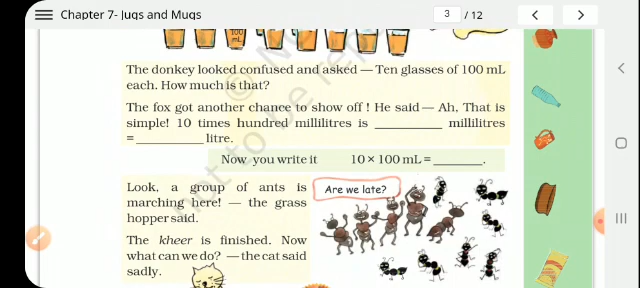 Chapter 7- Jugs and Mugs
3 / 12
100
mL
The donkey looked confused and asked — Ten glasses of 100 mL
each. How much is that?
The fox got another chance to show off ! He said — Ah, That is
simple! 10 times hundred millilitres is __________ millilitres
= __________ litre.
Now you write it 10 × 100 mL = _______.
Look, a group of ants is
marching here! — the grass
hopper said.
Are we late?
The kheer is finished. Now
what can we do? — the cat said
sadly.